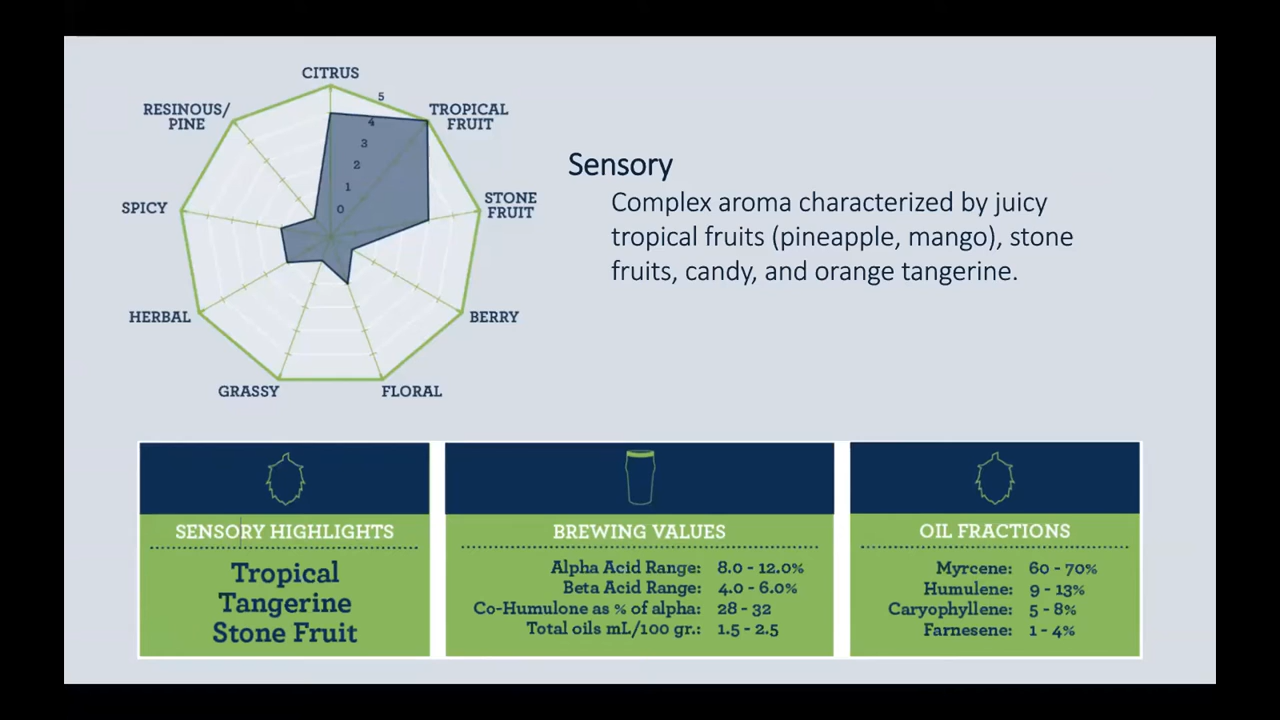 CITRUS
RESINOUS/
PINE
TROPICAL
FRUIT
5
4
3
2
1
0
SPICY
STONE
FRUIT
HERBAL
BERRY
GRASSY
FLORAL
Sensory
Complex aroma characterized by juicy
tropical fruits (pineapple, mango), stone
fruits, candy, and orange tangerine.
SENSORY HIGHLIGHTS
Tropical
Tangerine
Stone Fruit
BREWING VALUES
Alpha Acid Range: 8.0 - 12.0%
Beta Acid Range: 4.0 - 6.0%
Co-Humulone as % of alpha: 28 - 32
Total oils mL/100 gr.: 1.5 - 2.5
OIL FRACTIONS
Myrcene: 60 - 70%
Humulene: 9 - 13%
Caryophyllene: 5 - 8%
Farnesene: 1 - 4%